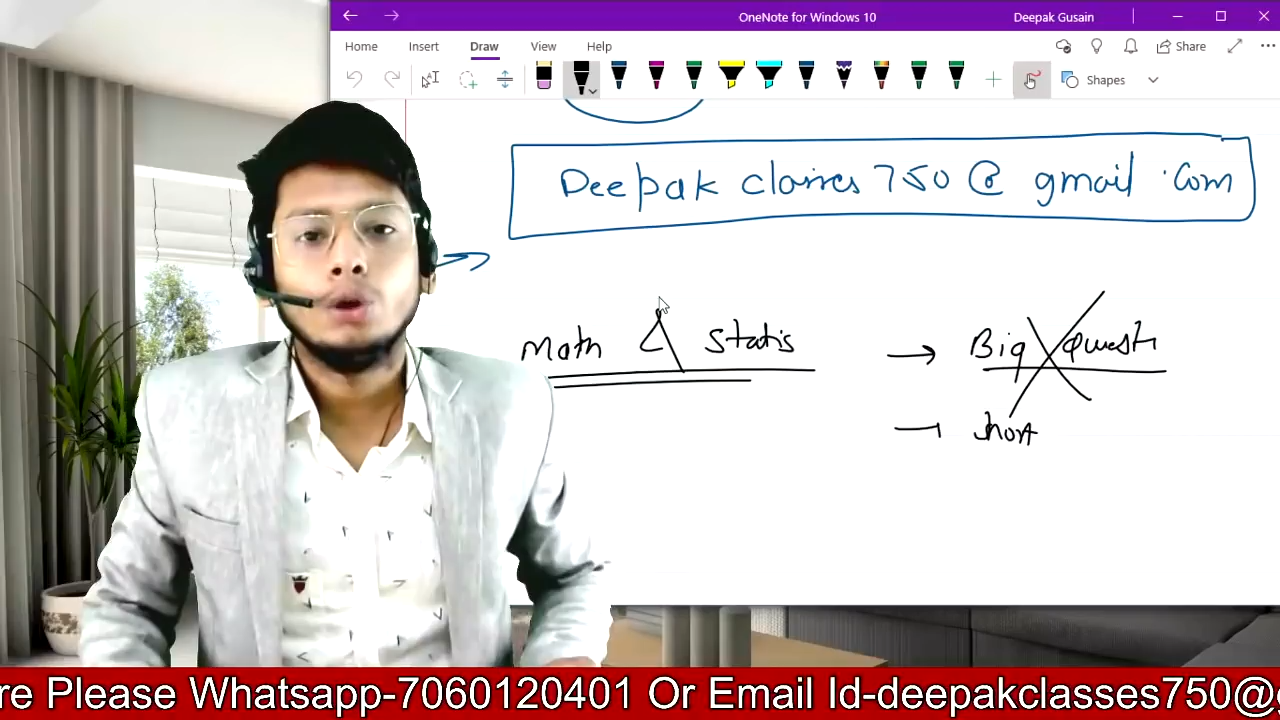 OneNote for Windows 10 Deepak Gusain
Home Insert Draw View Help Share
Shapes
Deepak classes 750 @ gmail .Com
Math & Statis → Big Questi
→ short
re Please Whatsapp-7060120401 Or Email Id-deepakclasses750@g